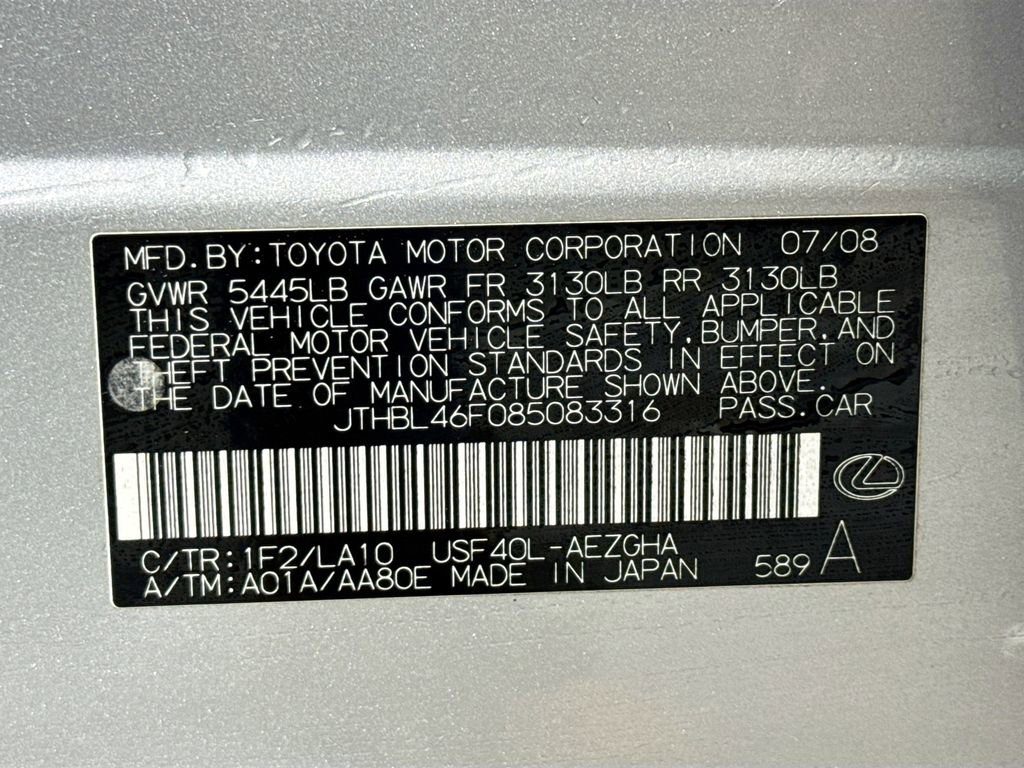 MFD.BY:TOYOTA MOTOR CORPORATION 07/08
GVWR 5445LB GAWR FR 3130LB RR 3130LB
THIS VEHICLE CONFORMS TO ALL APPLICABLE
FEDERAL MOTOR VEHICLE SAFETY,BUMPER,AND
THEFT PREVENTION STANDARDS IN EFFECT ON
THE DATE OF MANUFACTURE SHOWN ABOVE.
JTHBL46F085083316 PASS.CAR
C/TR:1F2/LA10 USF40L-AEZGHA
A/TM:A01A/AA80E MADE IN JAPAN 589 A